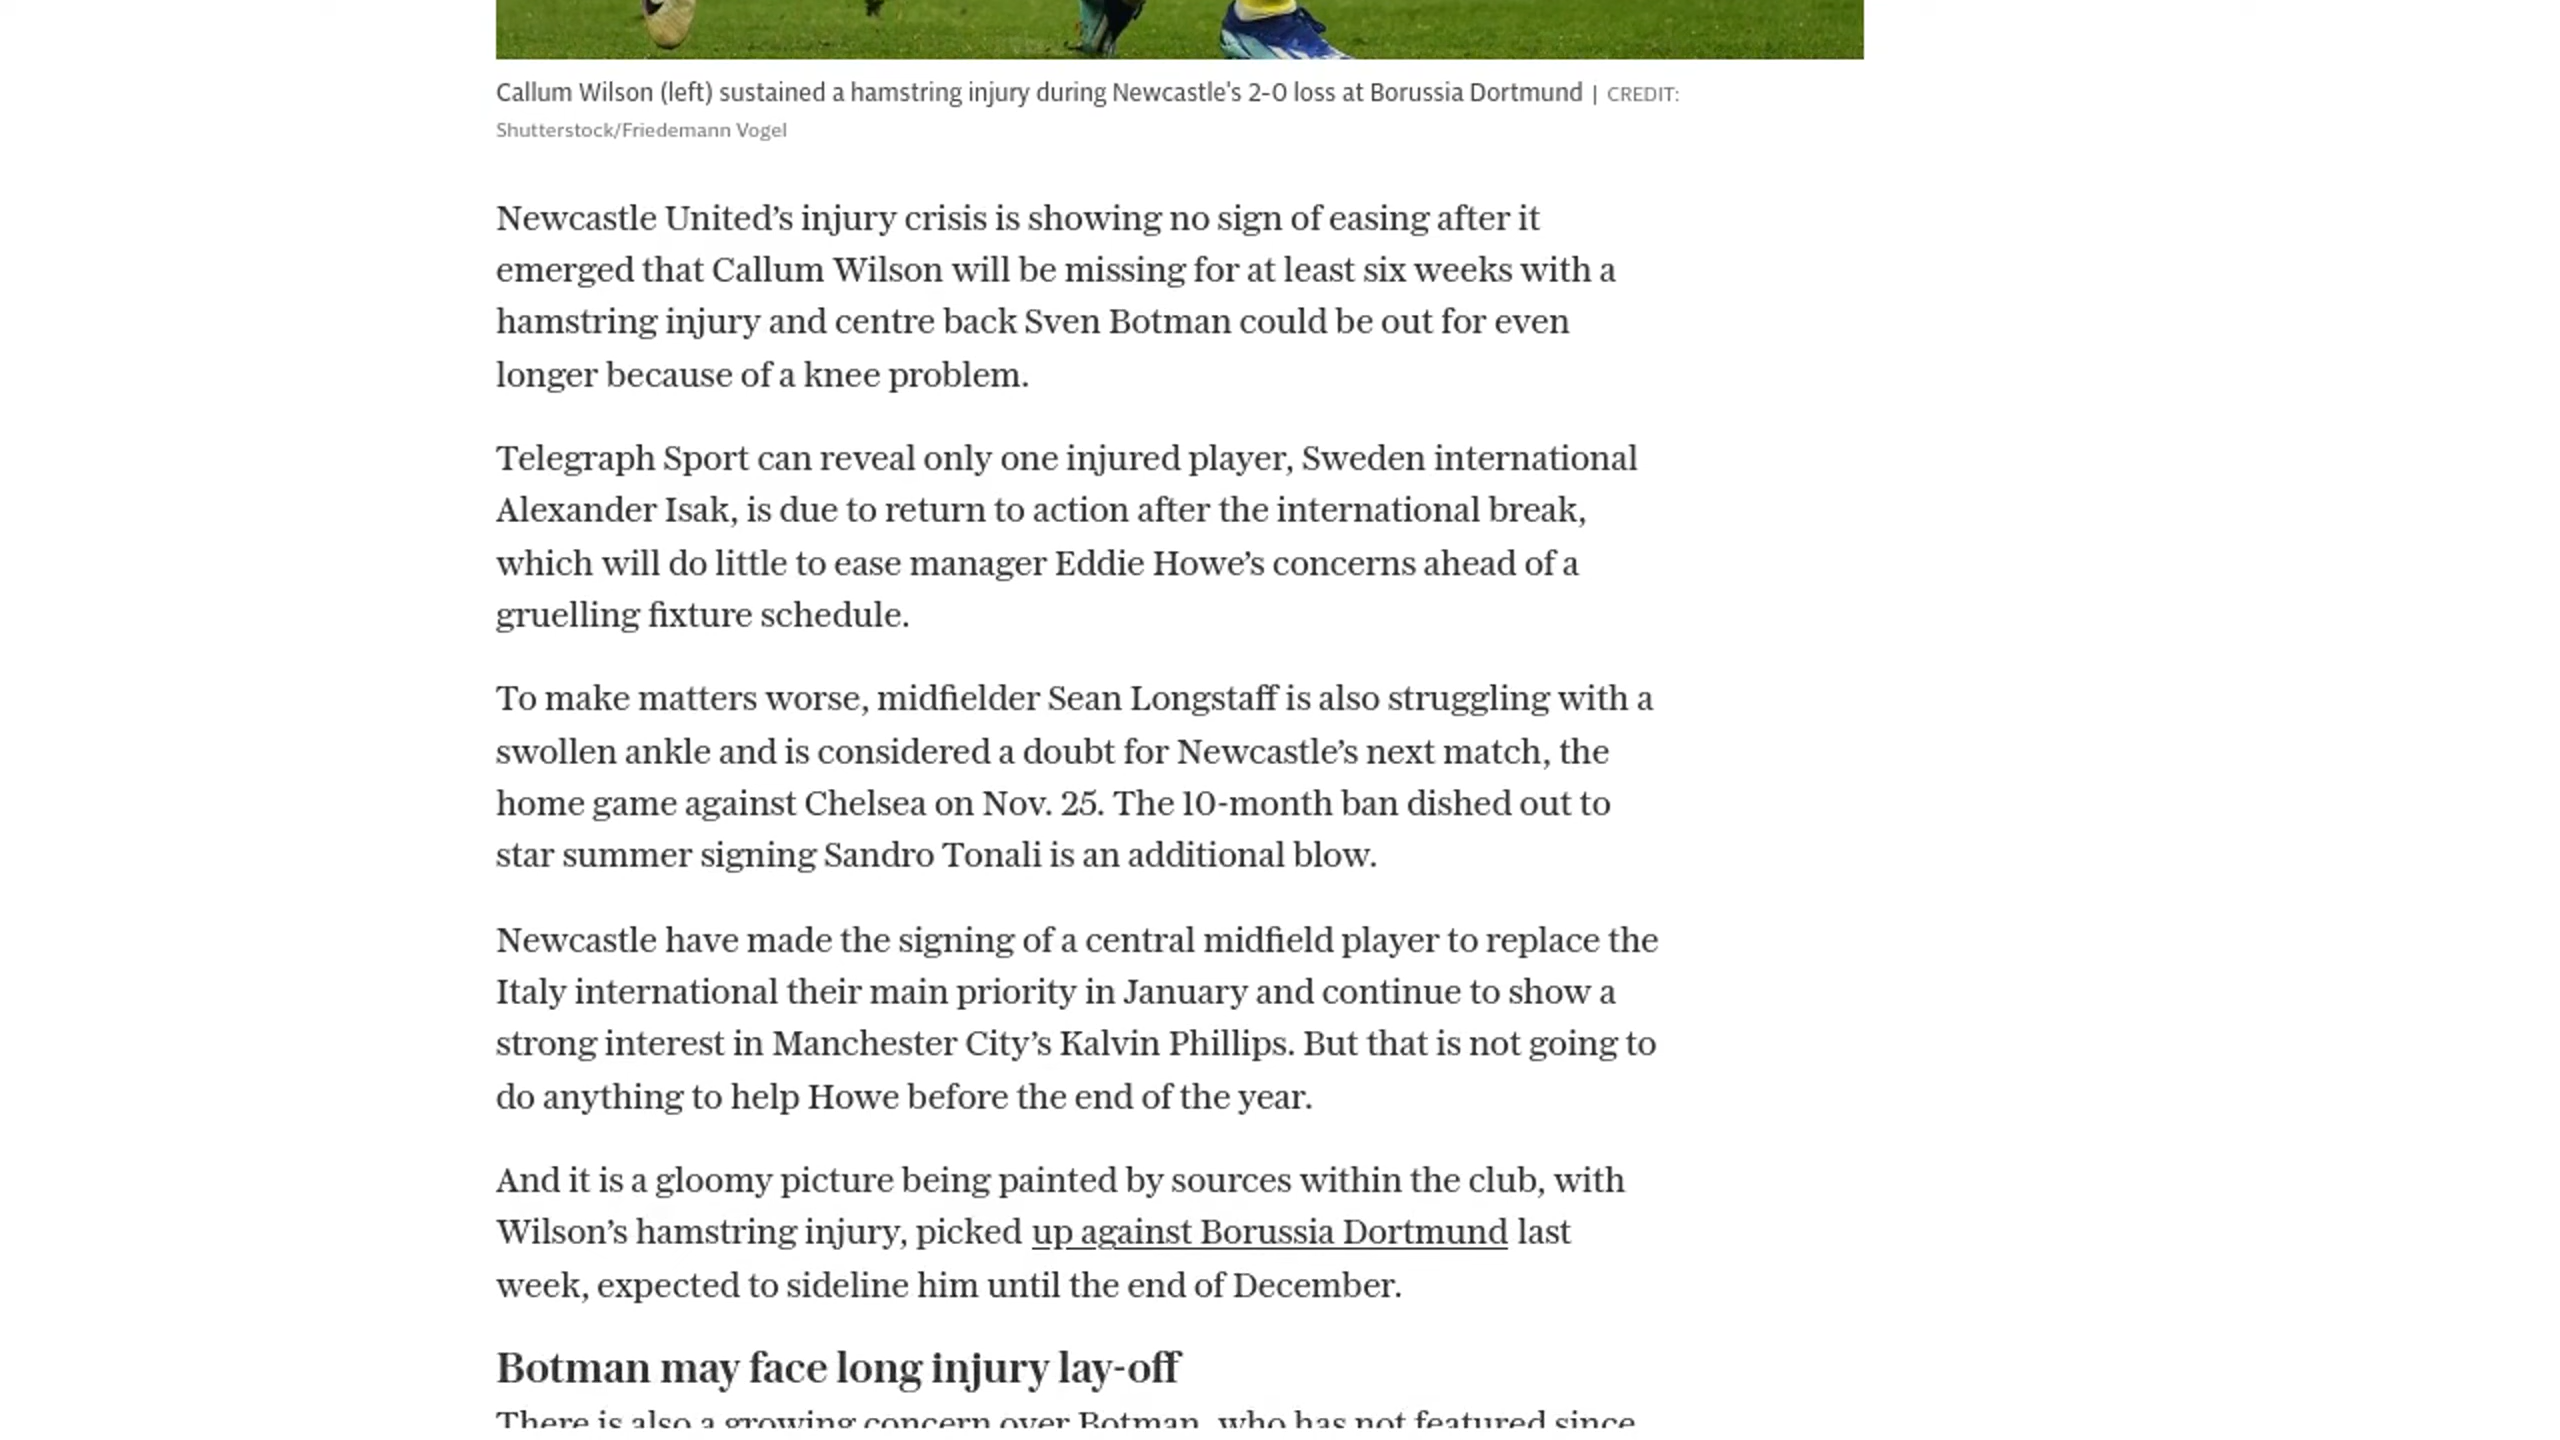 Callum Wilson (left) sustained a hamstring injury during Newcastle's 2-0 loss at Borussia Dortmund | CREDIT:
Shutterstock/Friedemann Vogel
Newcastle United’s injury crisis is showing no sign of easing after it
emerged that Callum Wilson will be missing for at least six weeks with a
hamstring injury and centre back Sven Botman could be out for even
longer because of a knee problem.
Telegraph Sport can reveal only one injured player, Sweden international
Alexander Isak, is due to return to action after the international break,
which will do little to ease manager Eddie Howe’s concerns ahead of a
gruelling fixture schedule.
To make matters worse, midfielder Sean Longstaff is also struggling with a
swollen ankle and is considered a doubt for Newcastle’s next match, the
home game against Chelsea on Nov. 25. The 10-month ban dished out to
star summer signing Sandro Tonali is an additional blow.
Newcastle have made the signing of a central midfield player to replace the
Italy international their main priority in January and continue to show a
strong interest in Manchester City’s Kalvin Phillips. But that is not going to
do anything to help Howe before the end of the year.
And it is a gloomy picture being painted by sources within the club, with
Wilson’s hamstring injury, picked up against Borussia Dortmund last
week, expected to sideline him until the end of December.
Botman may face long injury lay-off
There is also a growing concern over Botman, who has not featured since